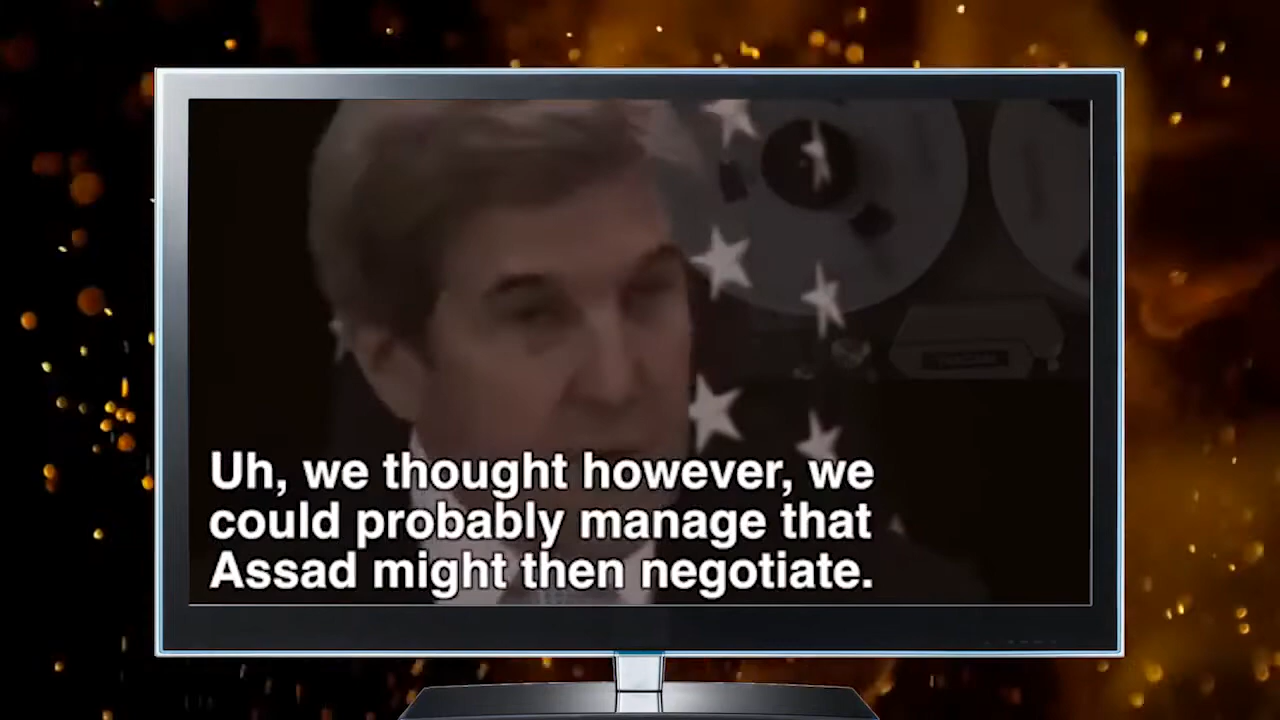 Uh, we thought however, we
could probably manage that
Assad might then negotiate.